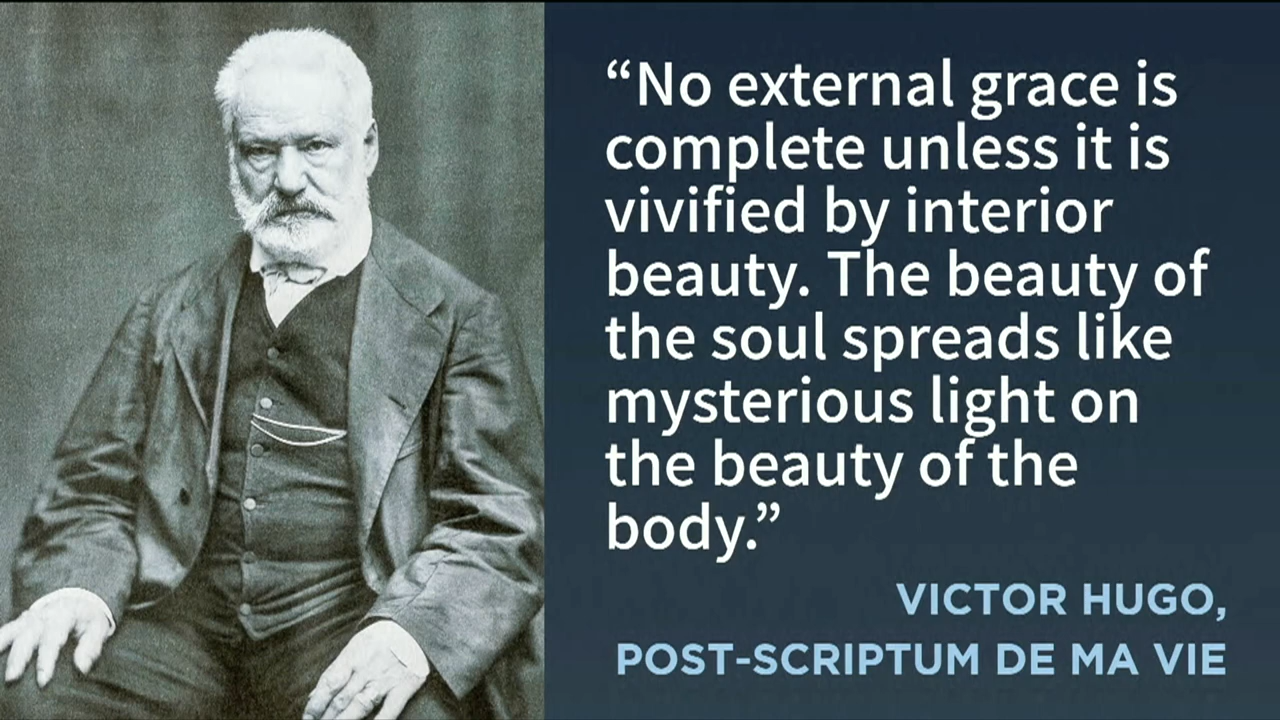 “No external grace is
complete unless it is
vivified by interior
beauty. The beauty of
the soul spreads like
mysterious light on
the beauty of the
body.”
VICTOR HUGO,
POST-SCRIPTUM DE MA VIE